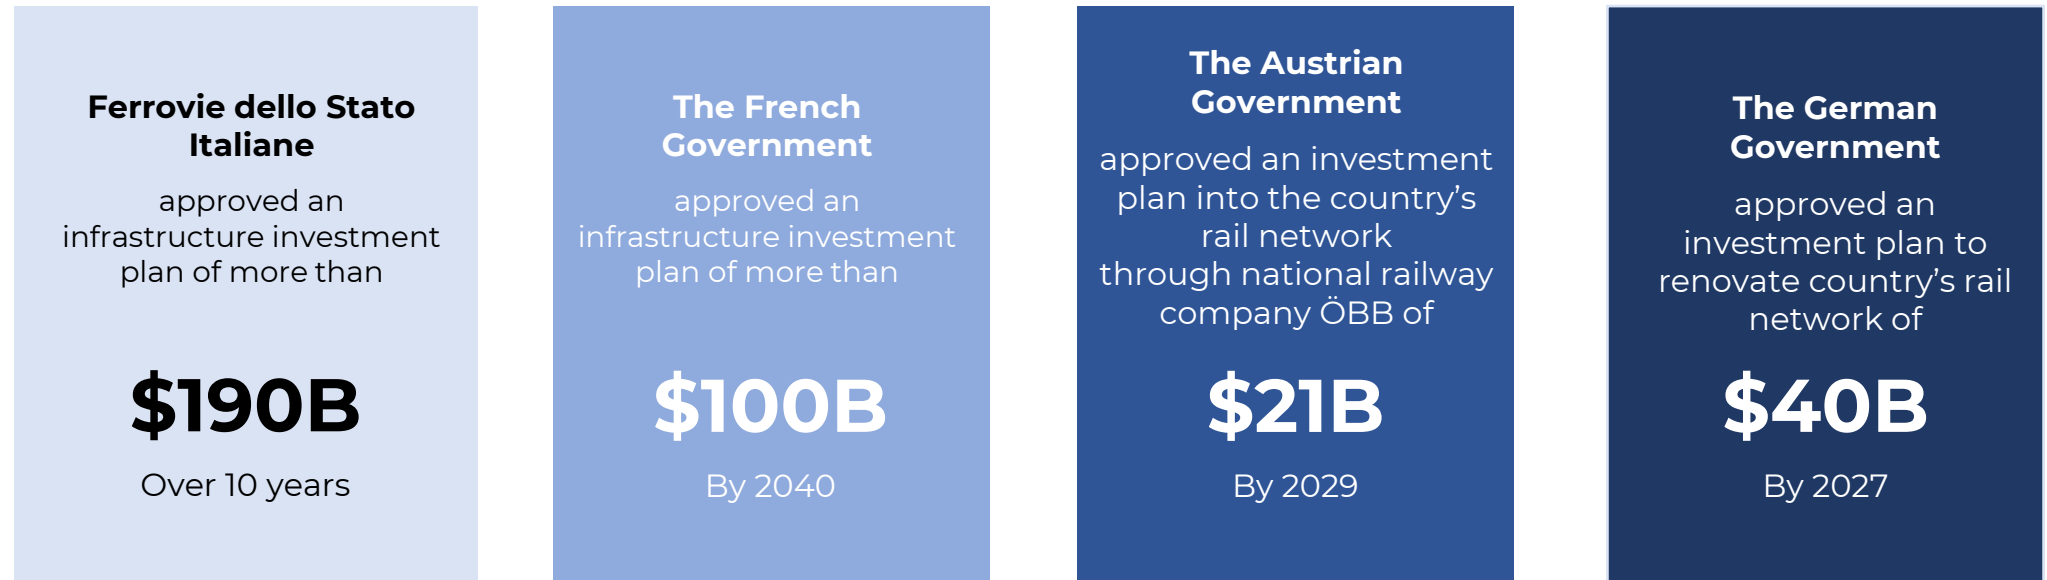 Ferrovie dello Stato
Italiane
approved an
infrastructure investment
plan of more than
$190B
Over 10 years
The French
Government
approved an
infrastructure investment
plan of more than
$100B
By 2040
The Austrian
Government
approved an investment
plan into the country’s
rail network
through national railway
company ÖBB of
$21B
By 2029
The German
Government
approved an
investment plan to
renovate country’s rail
network of
$40B
By 2027